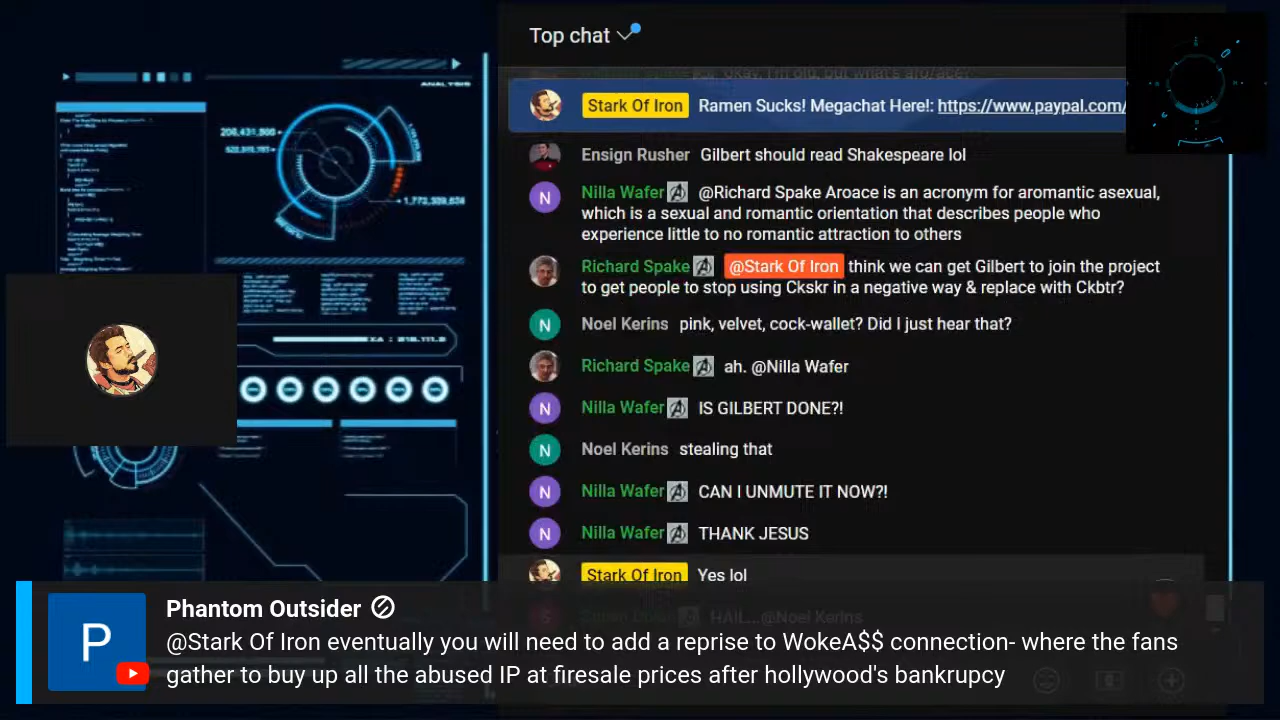 Top chat
ANALYSIS
Stark Of Iron Ramen Sucks! Megachat Here!: https://www.paypal.com/
208,431,806
Ensign Rusher Gilbert should read Shakespeare lol
Nilla Wafer @Richard Spake Aroace is an acronym for aromantic asexual,
which is a sexual and romantic orientation that describes people who
experience little to no romantic attraction to others
Richard Spake @Stark Of Iron think we can get Gilbert to join the project
to get people to stop using Ckskr in a negative way & replace with Ckbtr?
Noel Kerins pink, velvet, cock-wallet? Did I just hear that?
Richard Spake ah. @Nilla Wafer
Nilla Wafer IS GILBERT DONE?!
Noel Kerins stealing that
Nilla Wafer CAN I UNMUTE IT NOW?!
Nilla Wafer THANK JESUS
Stark Of Iron Yes lol
HAIL...@Noel Kerins
Phantom Outsider
@Stark Of Iron eventually you will need to add a reprise to WokeA$$ connection- where the fans
gather to buy up all the abused IP at firesale prices after hollywood's bankrupcy